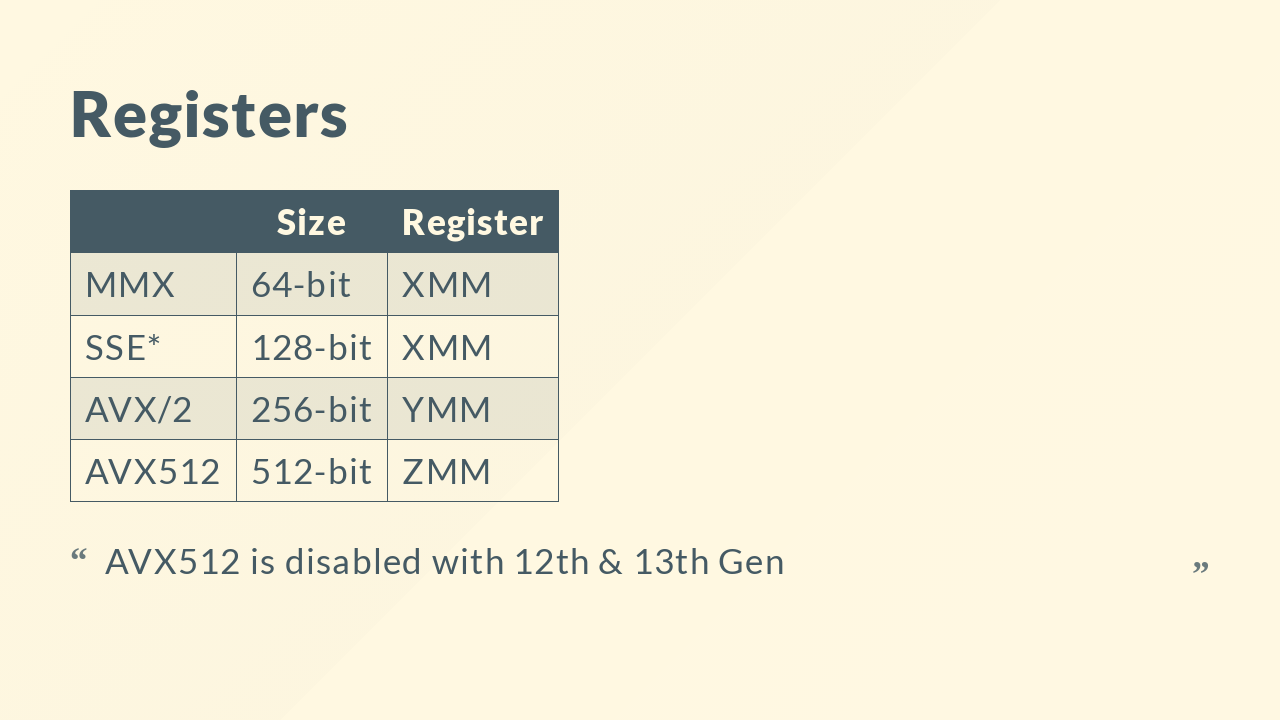 Registers
Size Register
MMX 64-bit XMM
SSE* 128-bit XMM
AVX/2 256-bit YMM
AVX512 512-bit ZMM
“ AVX512 is disabled with 12th & 13th Gen ”